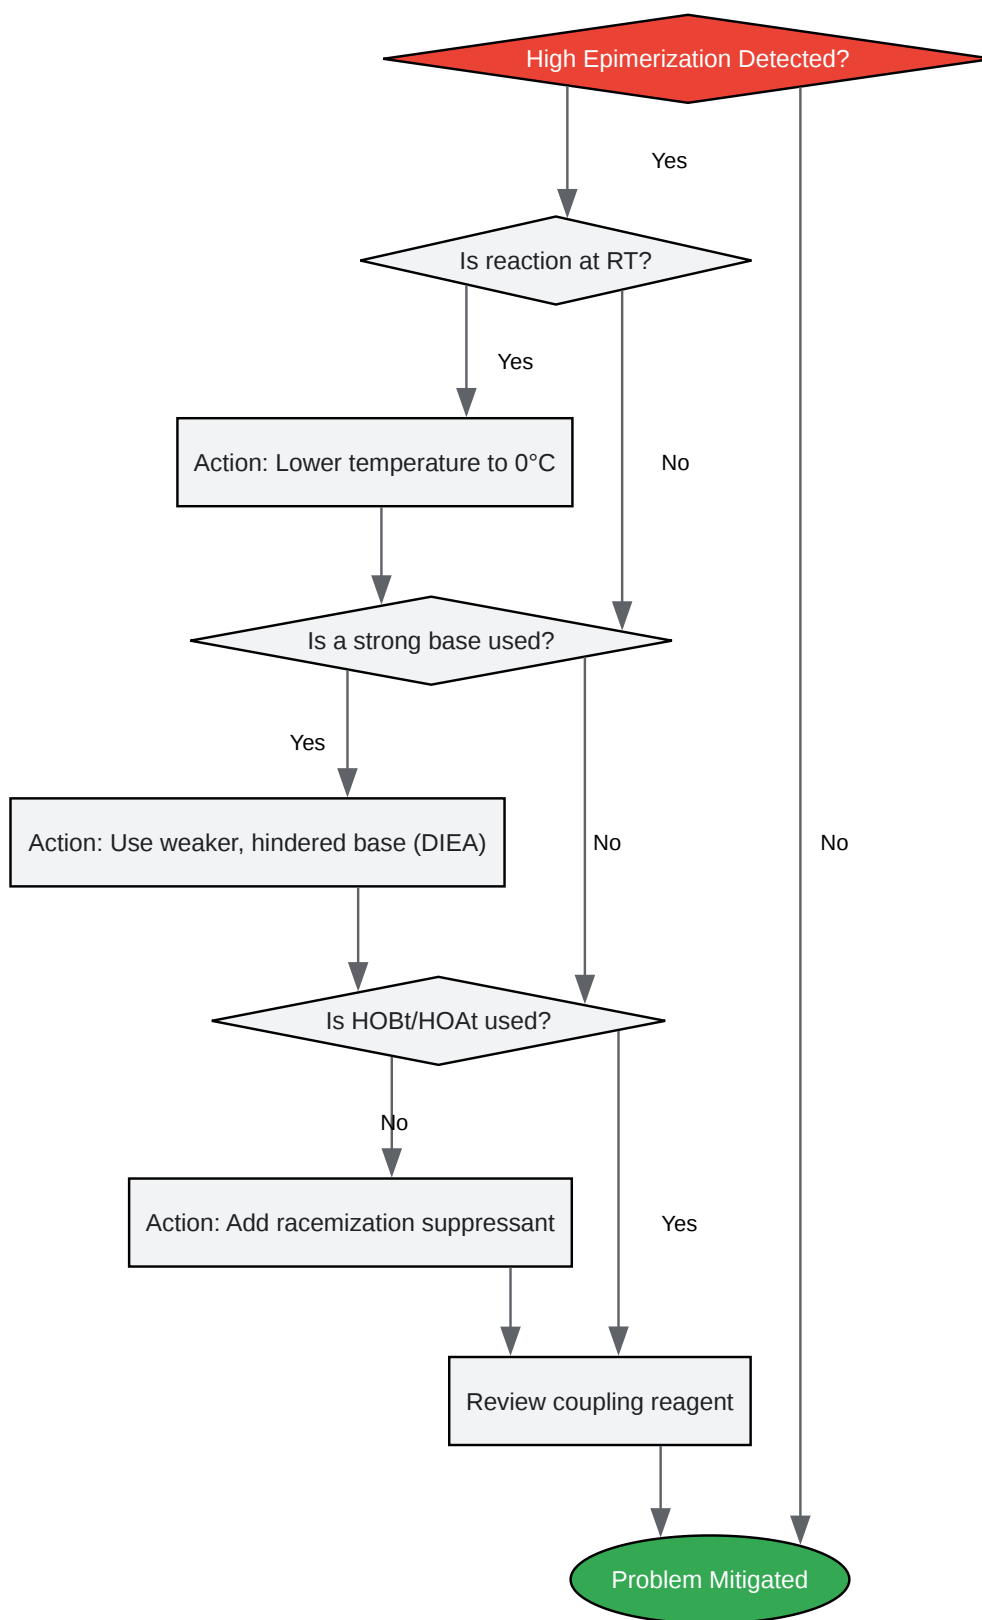 High Epimerization Detected?
Yes
Is reaction at RT?
Yes
Action: Lower temperature to 0°C
No
Is a strong base used?
Yes
Action: Use weaker, hindered base (DIEA)
No
No
Is HOBt/HOAt used?
No
Action: Add racemization suppressant
Yes
Review coupling reagent
Problem Mitigated